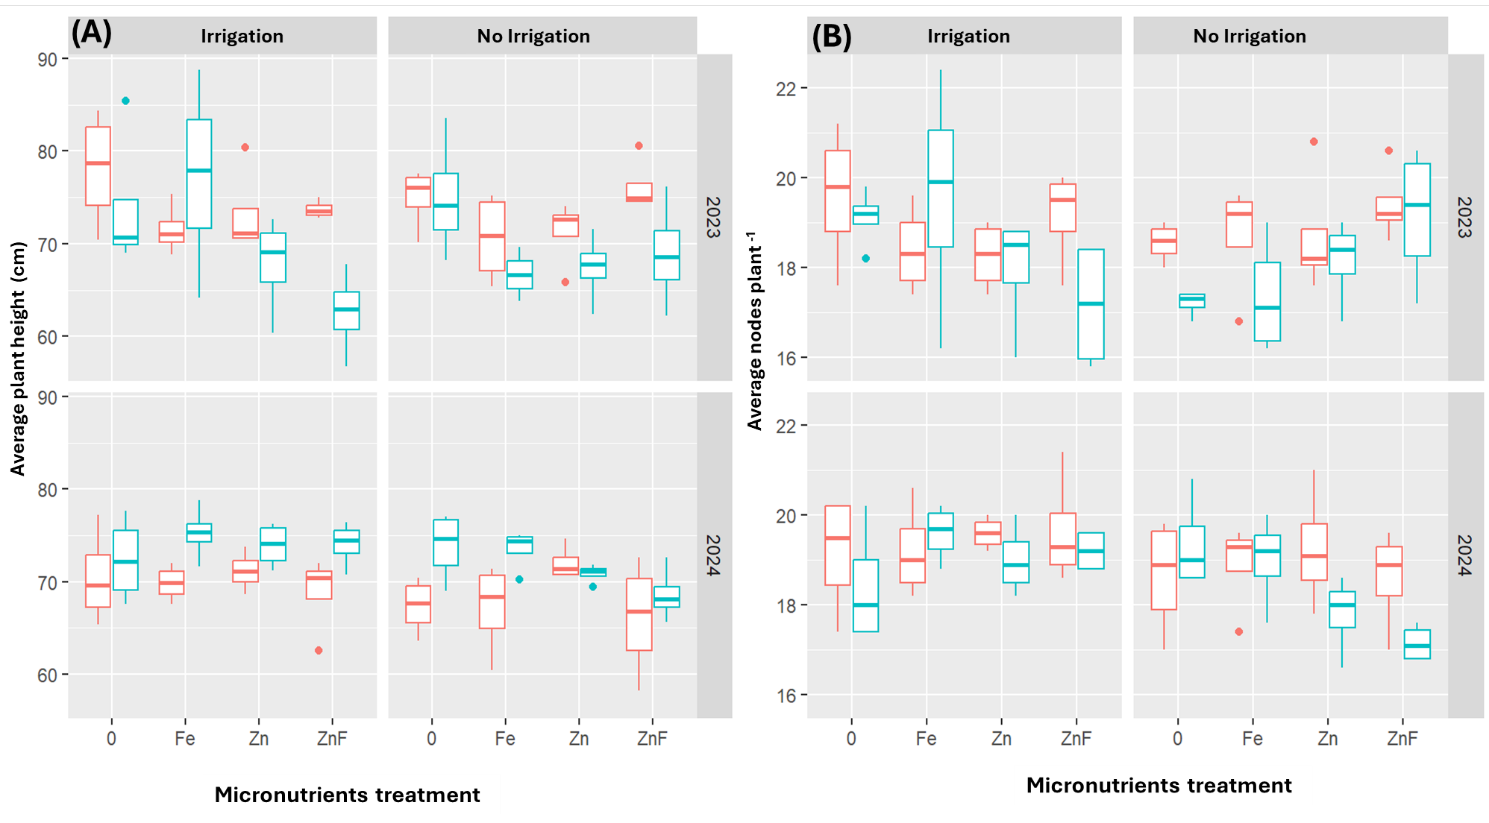 (A)
Irrigation
No Irrigation
90
80
70
60
2023
90
80
70
60
2024
0 Fe Zn ZnF
0 Fe Zn ZnF
Average plant height (cm)
Micronutrients treatment
(B)
Irrigation
No Irrigation
22
20
18
16
2023
22
20
18
16
2024
0 Fe Zn ZnF
0 Fe Zn ZnF
Average nodes plant⁻¹
Micronutrients treatment